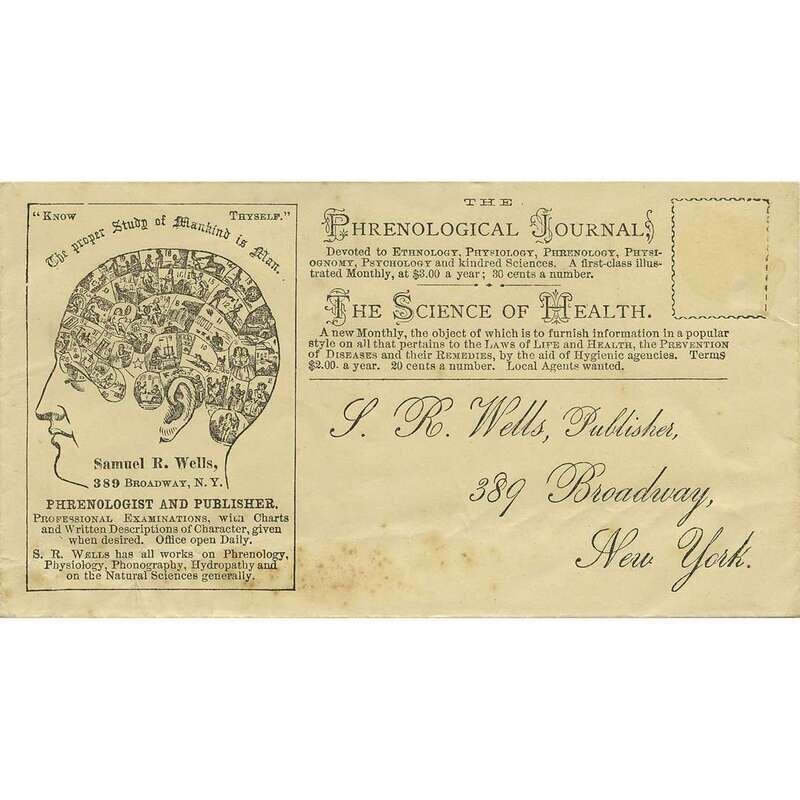 "KNOW THYSELF."
The proper Study of Mankind is Man.
Samuel R. Wells,
389 BROADWAY, N. Y.
PHRENOLOGIST AND PUBLISHER.
PROFESSIONAL EXAMINATIONS, with Charts
and Written Descriptions of Character, given
when desired. Office open Daily.
S. R. WELLS has all works on Phrenology,
Physiology, Phonography, Hydropathy and
on the Natural Sciences generally.
THE
PHRENOLOGICAL JOURNAL,
Devoted to ETHNOLOGY, PHYSIOLOGY, PHRENOLOGY, PHYSI-
OGNOMY, PSYCHOLOGY and kindred Sciences. A first-class illus-
trated Monthly, at $3.00 a year; 30 cents a number.
THE SCIENCE OF HEALTH.
A new Monthly, the object of which is to furnish information in a popular
style on all that pertains to the LAWS of LIFE and HEALTH, the PREVENTION
of DISEASES and their REMEDIES, by the aid of Hygienic agencies. Terms
$2.00. a year. 20 cents a number. Local Agents wanted.
S. R. Wells, Publisher,
389 Broadway,
New York.